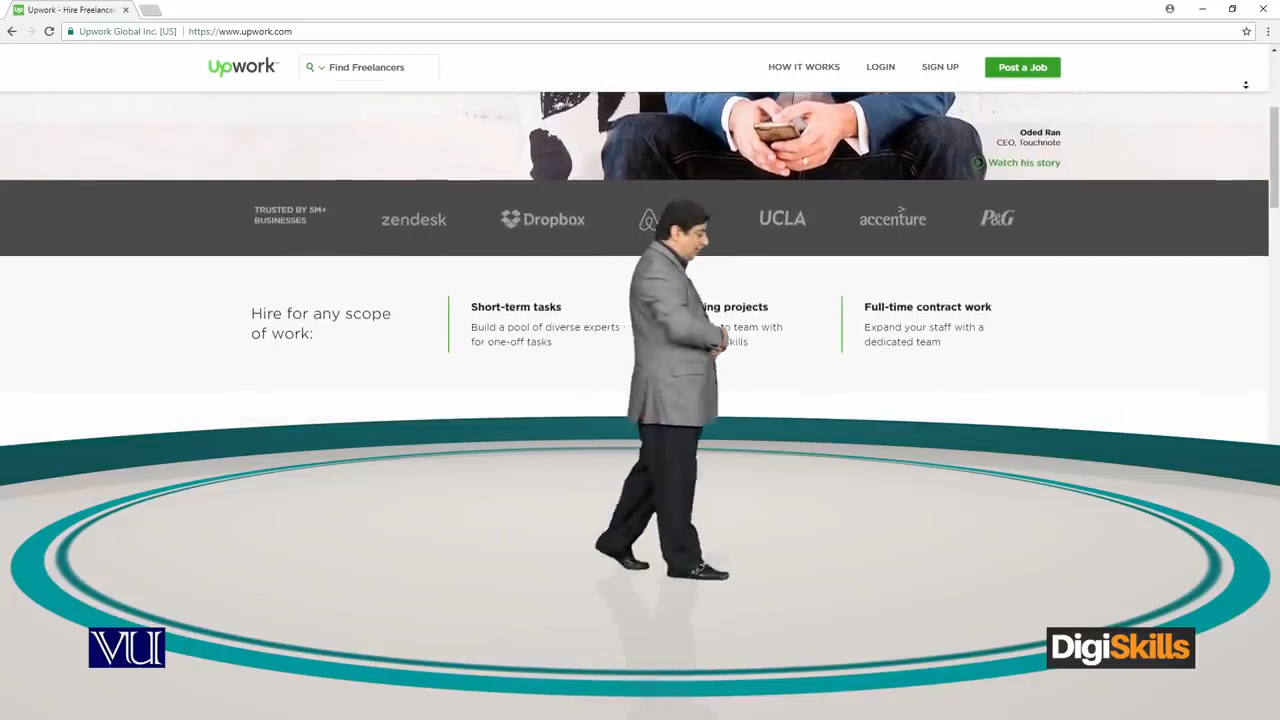 Upwork - Hire Freelancer
Upwork Global Inc. [US] https://www.upwork.com
upwork Find Freelancers HOW IT WORKS LOGIN SIGN UP Post a Job
Oded Ran
CEO, Touchnote
Watch his story
TRUSTED BY 5M+
BUSINESSES
zendesk Dropbox UCLA accenture P&G
Hire for any scope
of work:
Short-term tasks
Build a pool of diverse experts
for one-off tasks
projects
to team with
Full-time contract work
Expand your staff with a
dedicated team
VU
DigiSkills